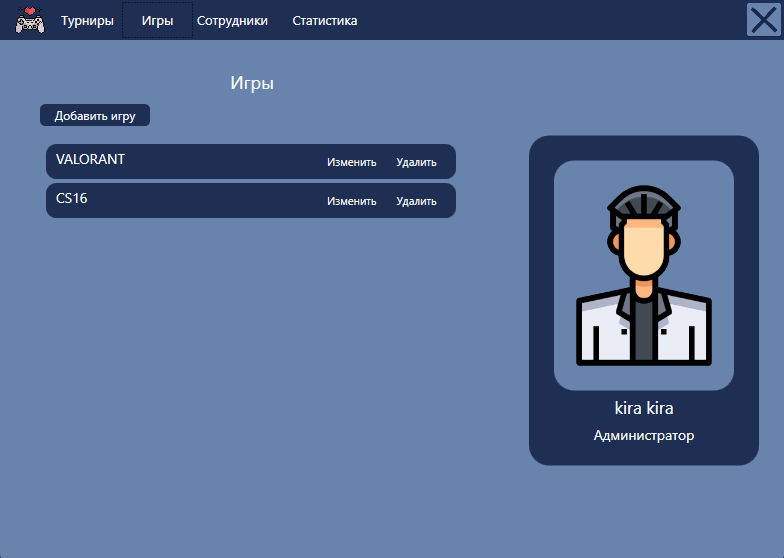 Турниры Игры Сотрудники Статистика
Игры
Добавить игру
VALORANT Изменить Удалить
CS16 Изменить Удалить
kira kira
Администратор